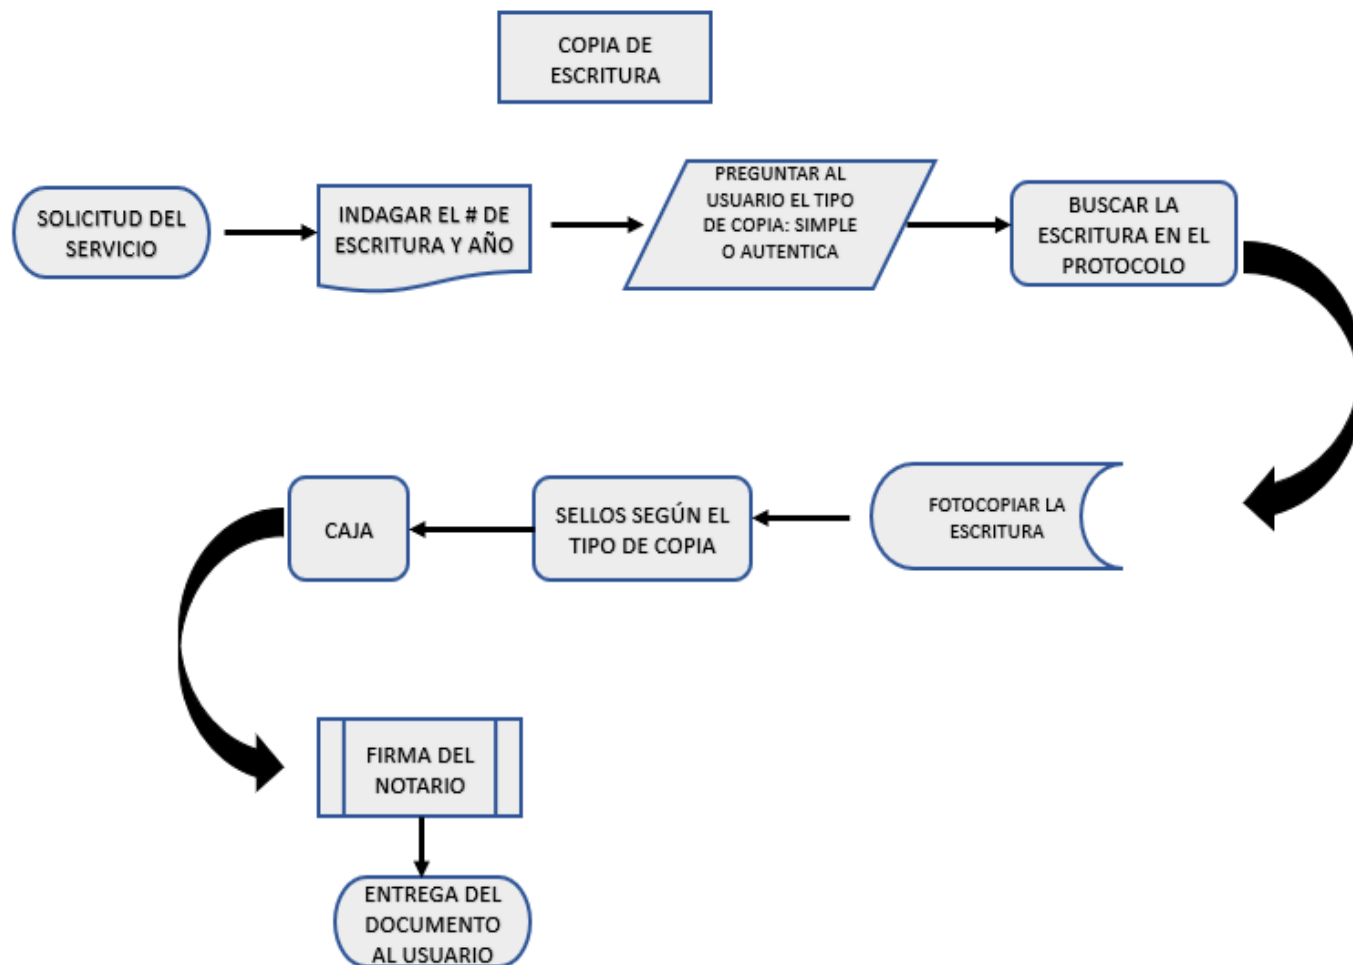 COPIA DE
ESCRITURA
SOLICITUD DEL
SERVICIO
INDAGAR EL # DE
ESCRITURA Y AÑO
PREGUNTAR AL
USUARIO EL TIPO
DE COPIA: SIMPLE
O AUTENTICA
BUSCAR LA
ESCRITURA EN EL
PROTOCOLO
FOTOCOPIAR LA
ESCRITURA
SELLOS SEGÚN EL
TIPO DE COPIA
CAJA
FIRMA DEL
NOTARIO
ENTREGA DEL
DOCUMENTO
AL USUARIO